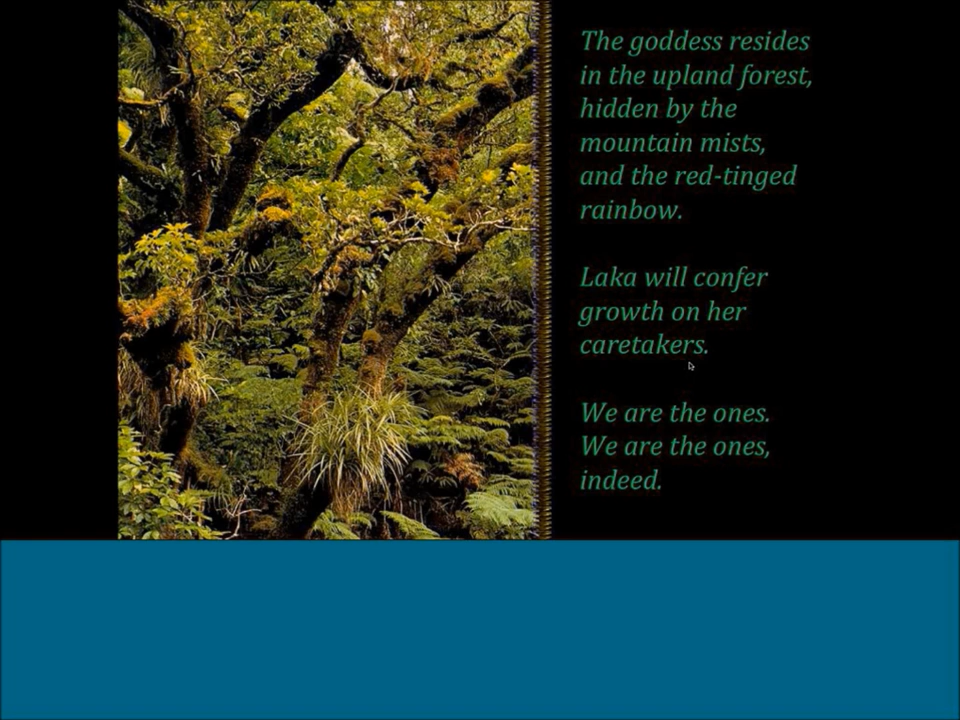 The goddess resides
in the upland forest,
hidden by the
mountain mists,
and the red-tinged
rainbow.
Laka will confer
growth on her
caretakers.
We are the ones.
We are the ones,
indeed.